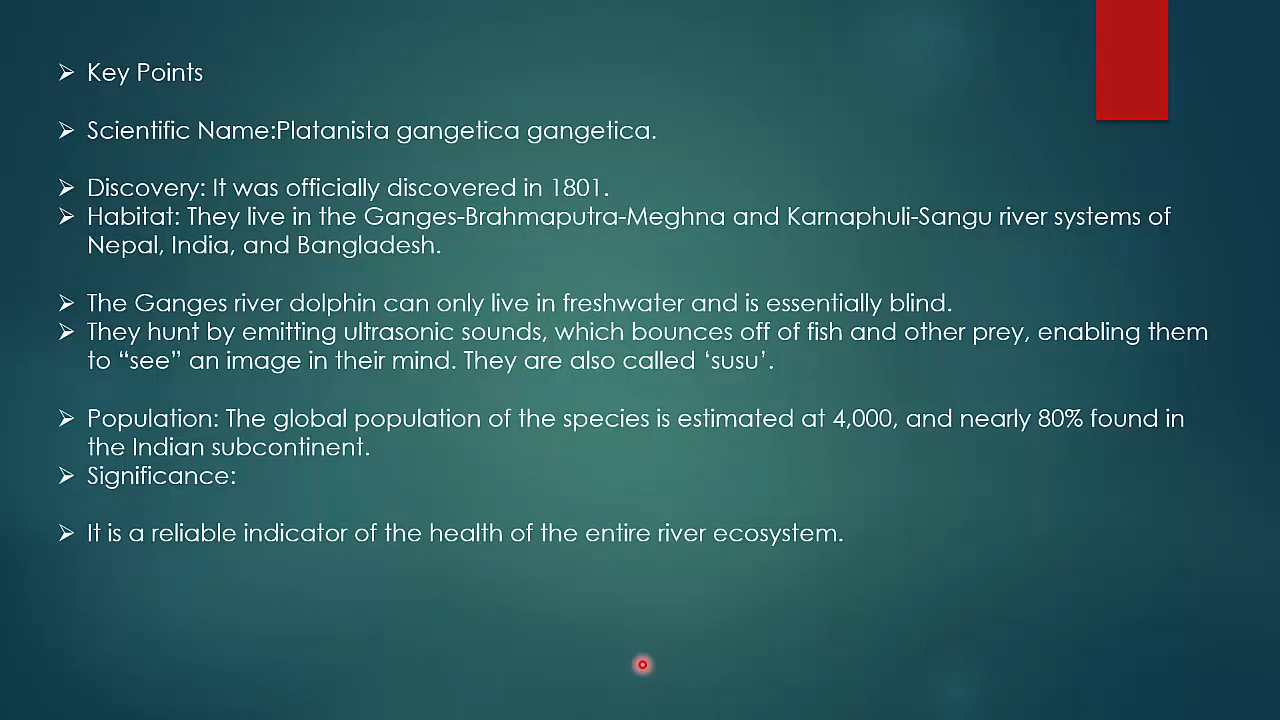 Key Points
Scientific Name:Platanista gangetica gangetica.
Discovery: It was officially discovered in 1801.
Habitat: They live in the Ganges-Brahmaputra-Meghna and Karnaphuli-Sangu river systems of
Nepal, India, and Bangladesh.
The Ganges river dolphin can only live in freshwater and is essentially blind.
They hunt by emitting ultrasonic sounds, which bounces off of fish and other prey, enabling them
to “see” an image in their mind. They are also called ‘susu’.
Population: The global population of the species is estimated at 4,000, and nearly 80% found in
the Indian subcontinent.
Significance:
It is a reliable indicator of the health of the entire river ecosystem.